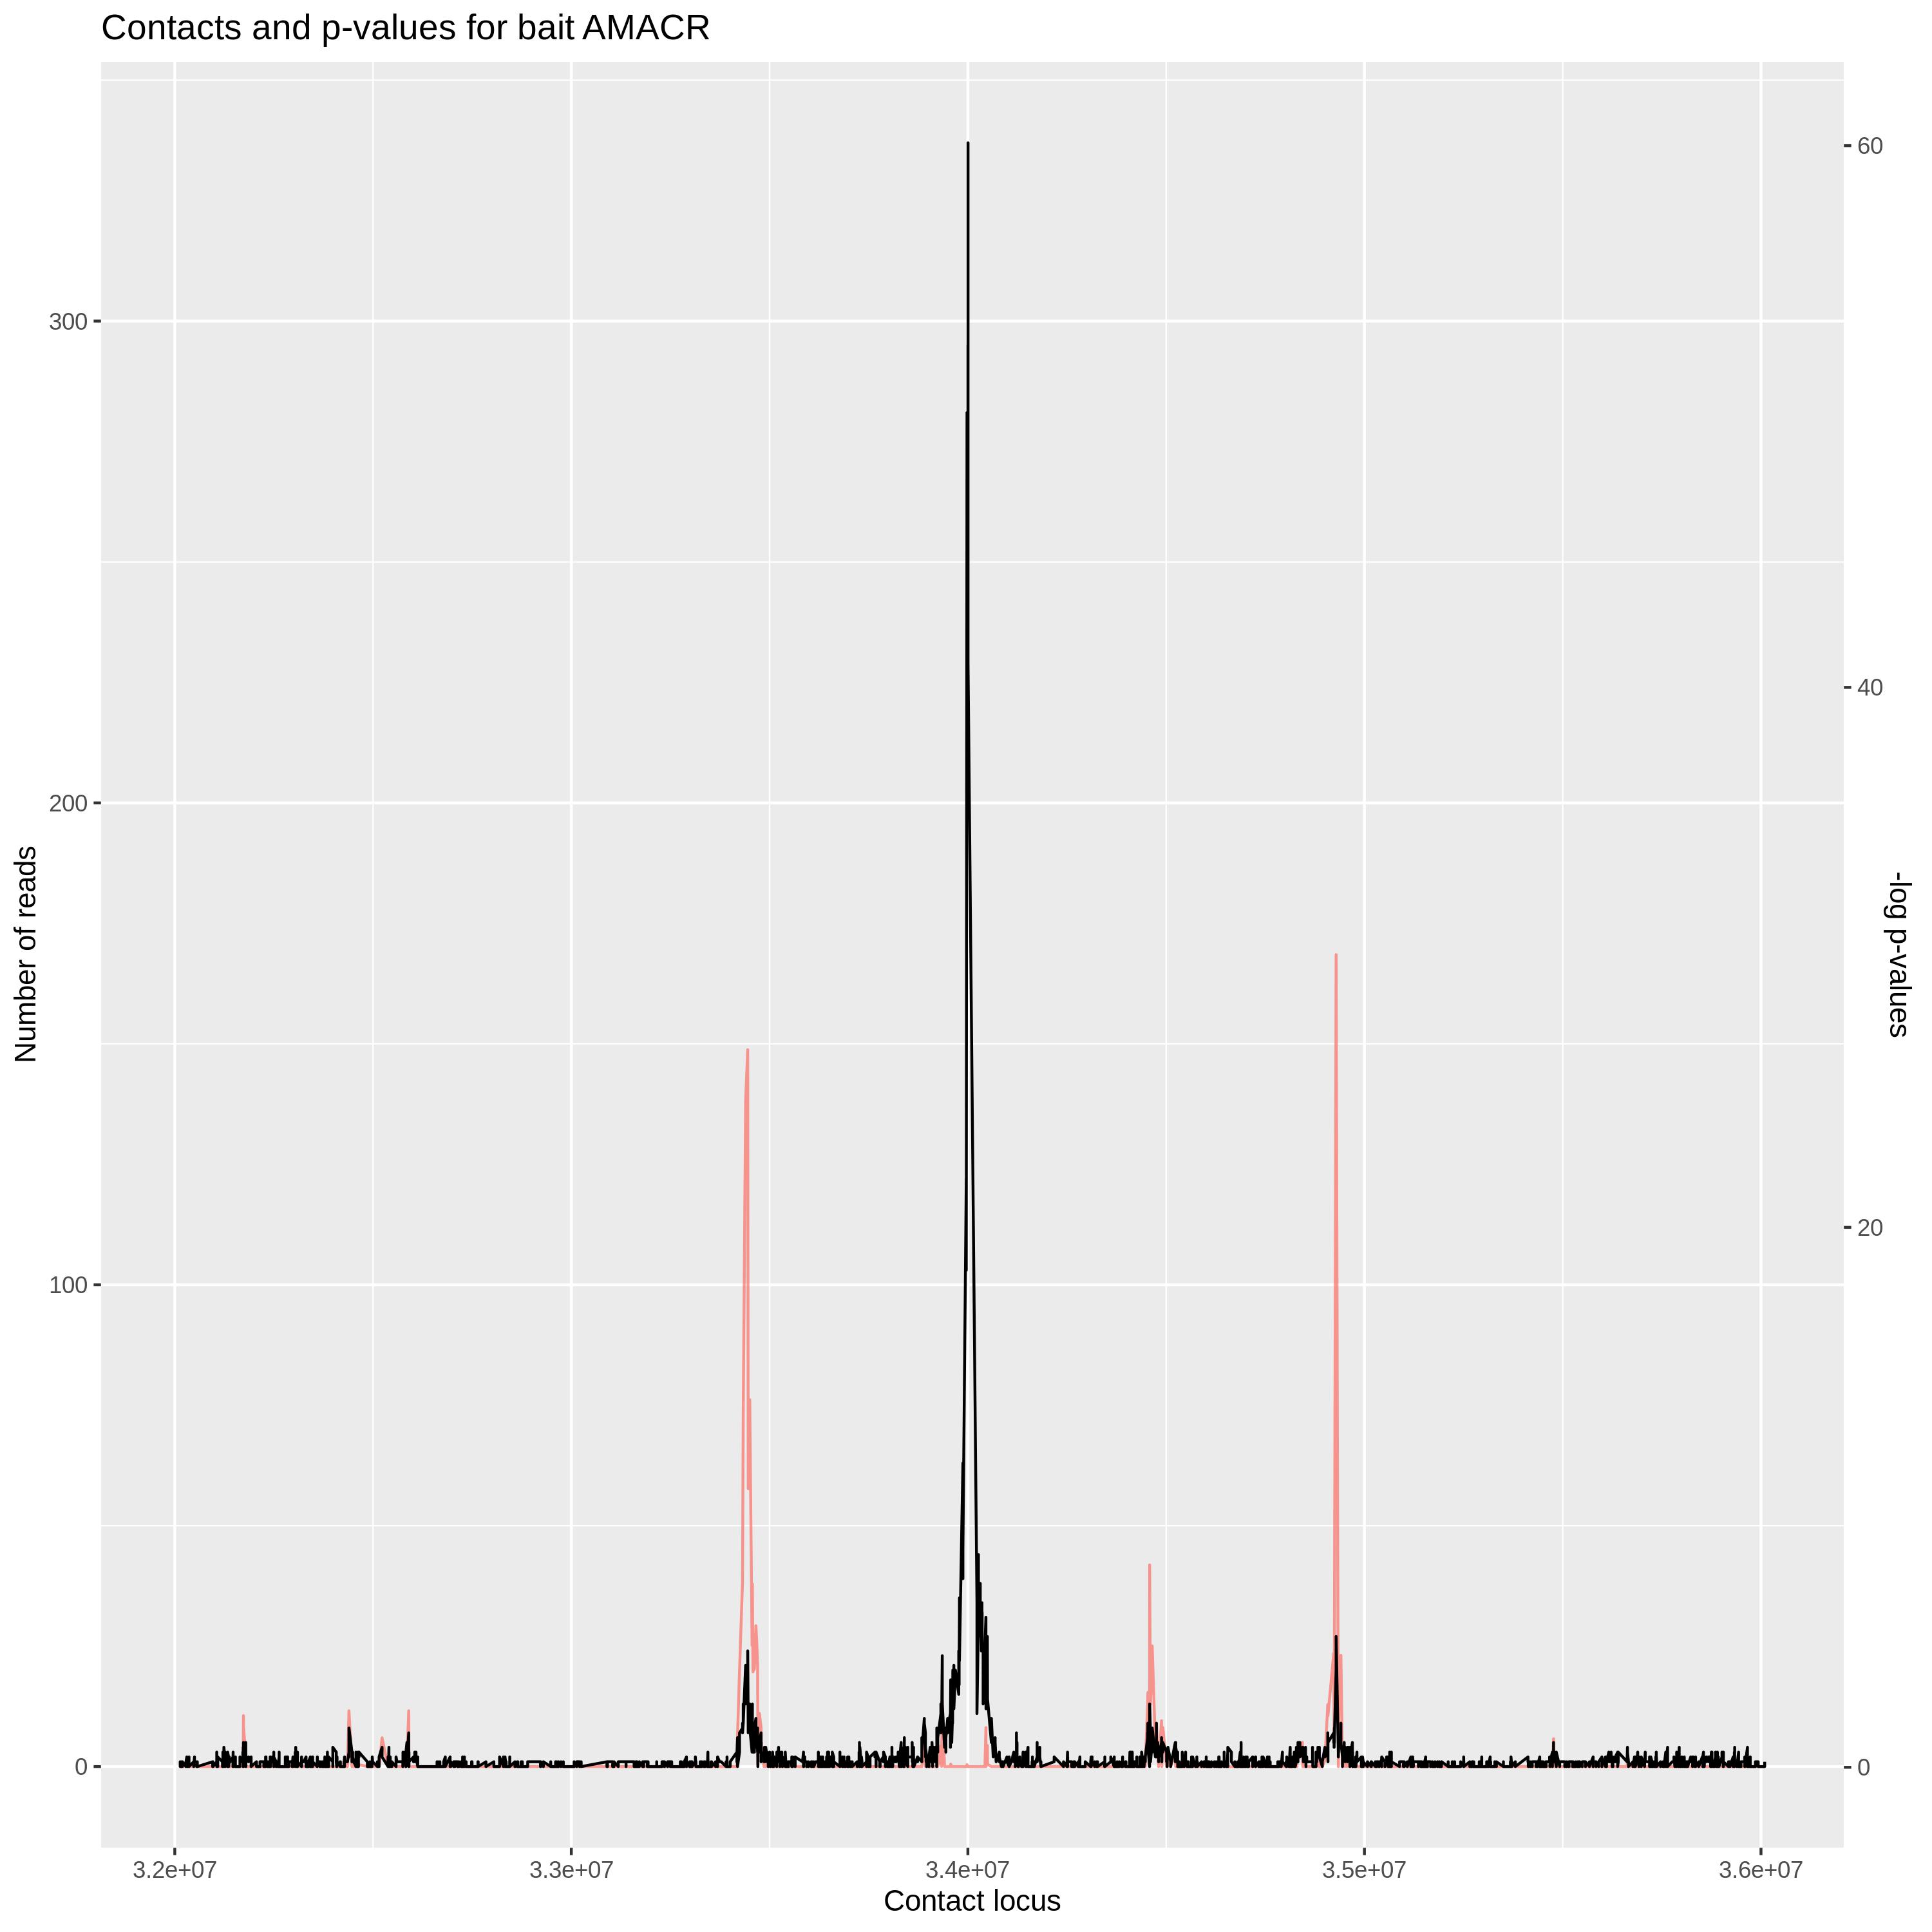 Contacts and p-values for bait AMACR
300
200
100
0
Number of reads
60
40
20
0
-log p-values
3.2e+07 3.3e+07 3.4e+07 3.5e+07 3.6e+07
Contact locus